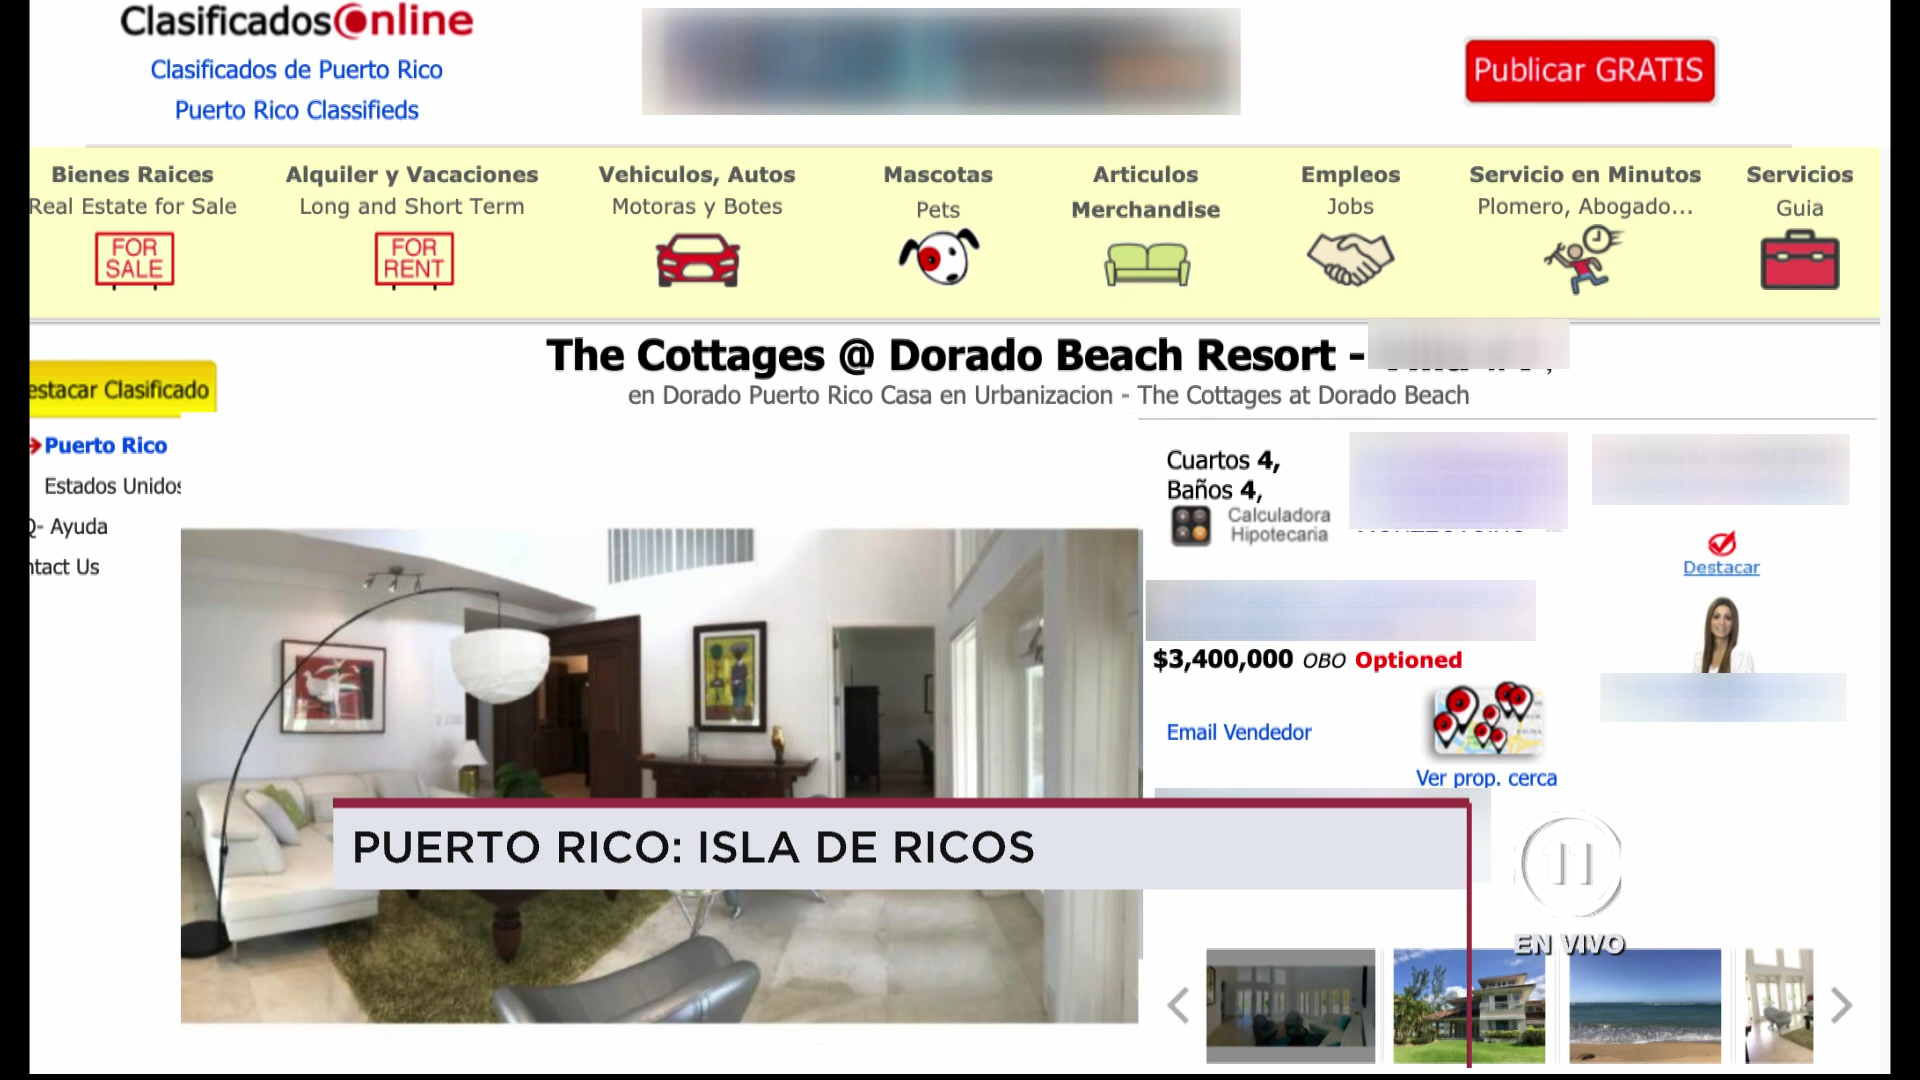 ClasificadosOnline
Clasificados de Puerto Rico
Puerto Rico Classifieds
Publicar GRATIS
Bienes Raices
Real Estate for Sale
FOR
SALE
Alquiler y Vacaciones
Long and Short Term
FOR
RENT
Vehiculos, Autos
Motoras y Botes
Mascotas
Pets
Articulos
Merchandise
Empleos
Jobs
Servicio en Minutos
Plomero, Abogado...
Servicios
Guia
The Cottages @ Dorado Beach Resort -
en Dorado Puerto Rico Casa en Urbanizacion - The Cottages at Dorado Beach
estacar Clasificado
Puerto Rico
Estados Unidos
Q- Ayuda
ntact Us
Cuartos 4,
Baños 4,
Calculadora
Hipotecaria
Destacar
$3,400,000 OBO Optioned
Email Vendedor
Ver prop. cerca
PUERTO RICO: ISLA DE RICOS
11
EN VIVO